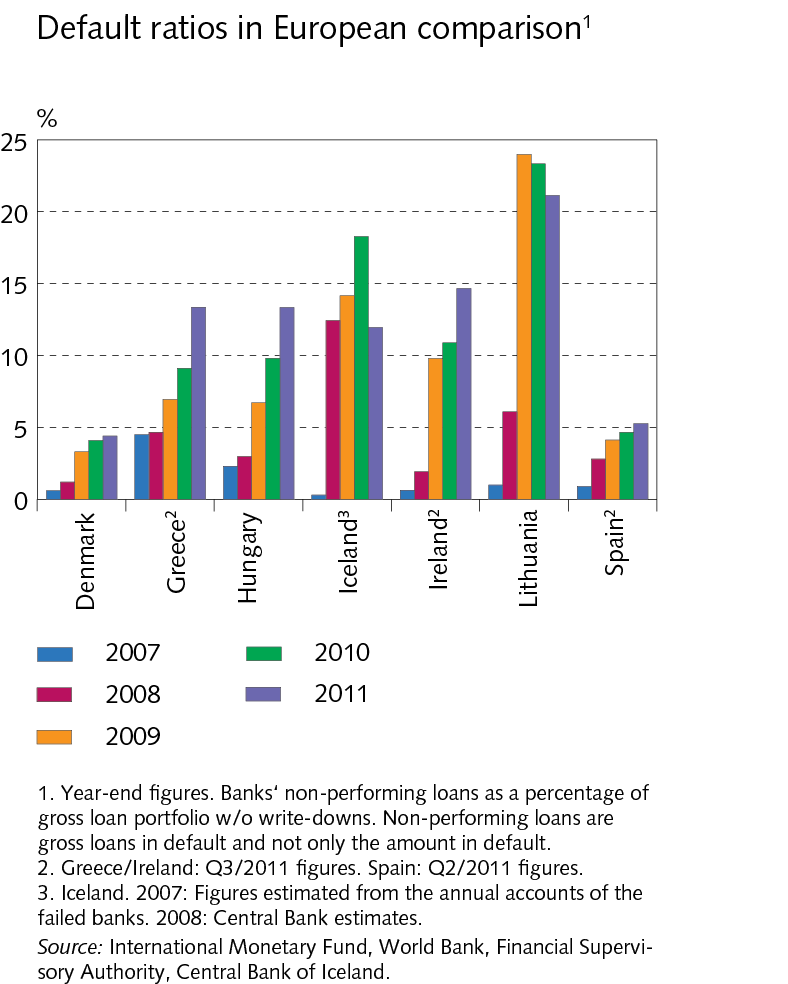 Default ratios in European comparison¹
%
25
20
15
10
5
0
Denmark
Greece²
Hungary
Iceland³
Ireland²
Lithuania
Spain²
2007
2010
2008
2011
2009
1. Year-end figures. Banks‘ non-performing loans as a percentage of
gross loan portfolio w/o write-downs. Non-performing loans are
gross loans in default and not only the amount in default.
2. Greece/Ireland: Q3/2011 figures. Spain: Q2/2011 figures.
3. Iceland. 2007: Figures estimated from the annual accounts of the
failed banks. 2008: Central Bank estimates.
Source: International Monetary Fund, World Bank, Financial Supervi-
sory Authority, Central Bank of Iceland.